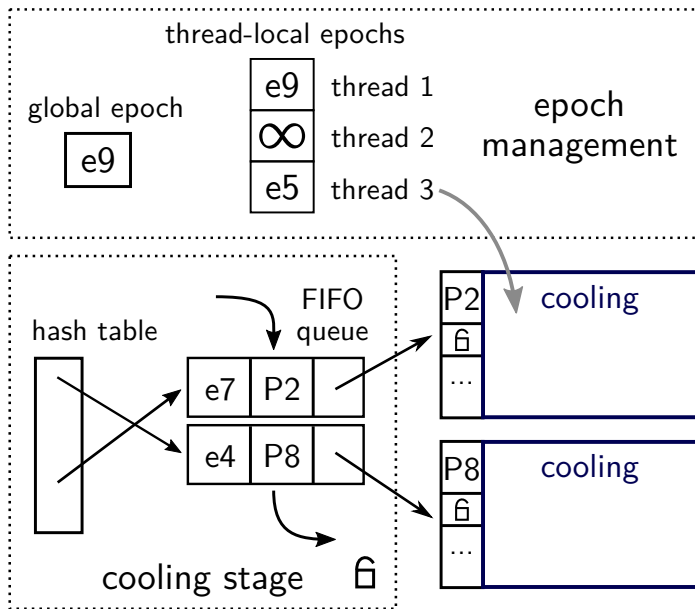 thread-local epochs
global epoch
e9
e9
thread 1
∞
thread 2
e5
thread 3
epoch
management
hash table
FIFO
queue
e7
P2
e4
P8
cooling stage
P2
cooling
...
P8
cooling
...